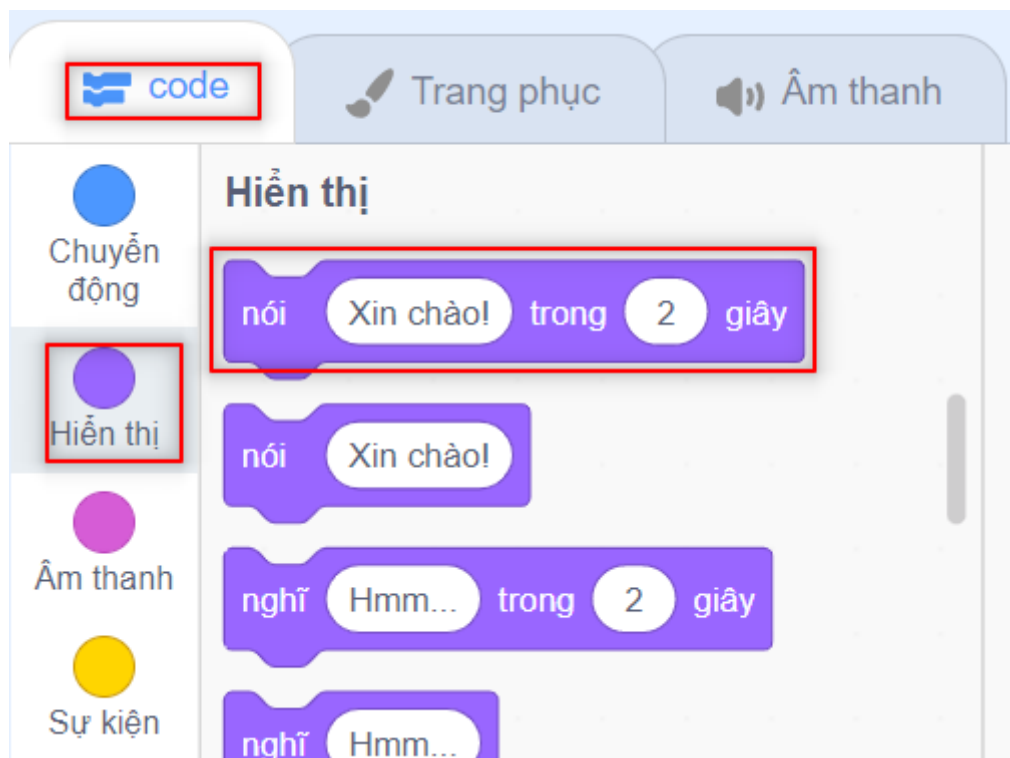 code
Trang phục
Âm thanh
Chuyển
động
Hiển thị
Âm thanh
Sự kiện
Hiển thị
nói Xin chào! trong 2 giây
nói Xin chào!
nghĩ Hmm... trong 2 giây
nghĩ Hmm...